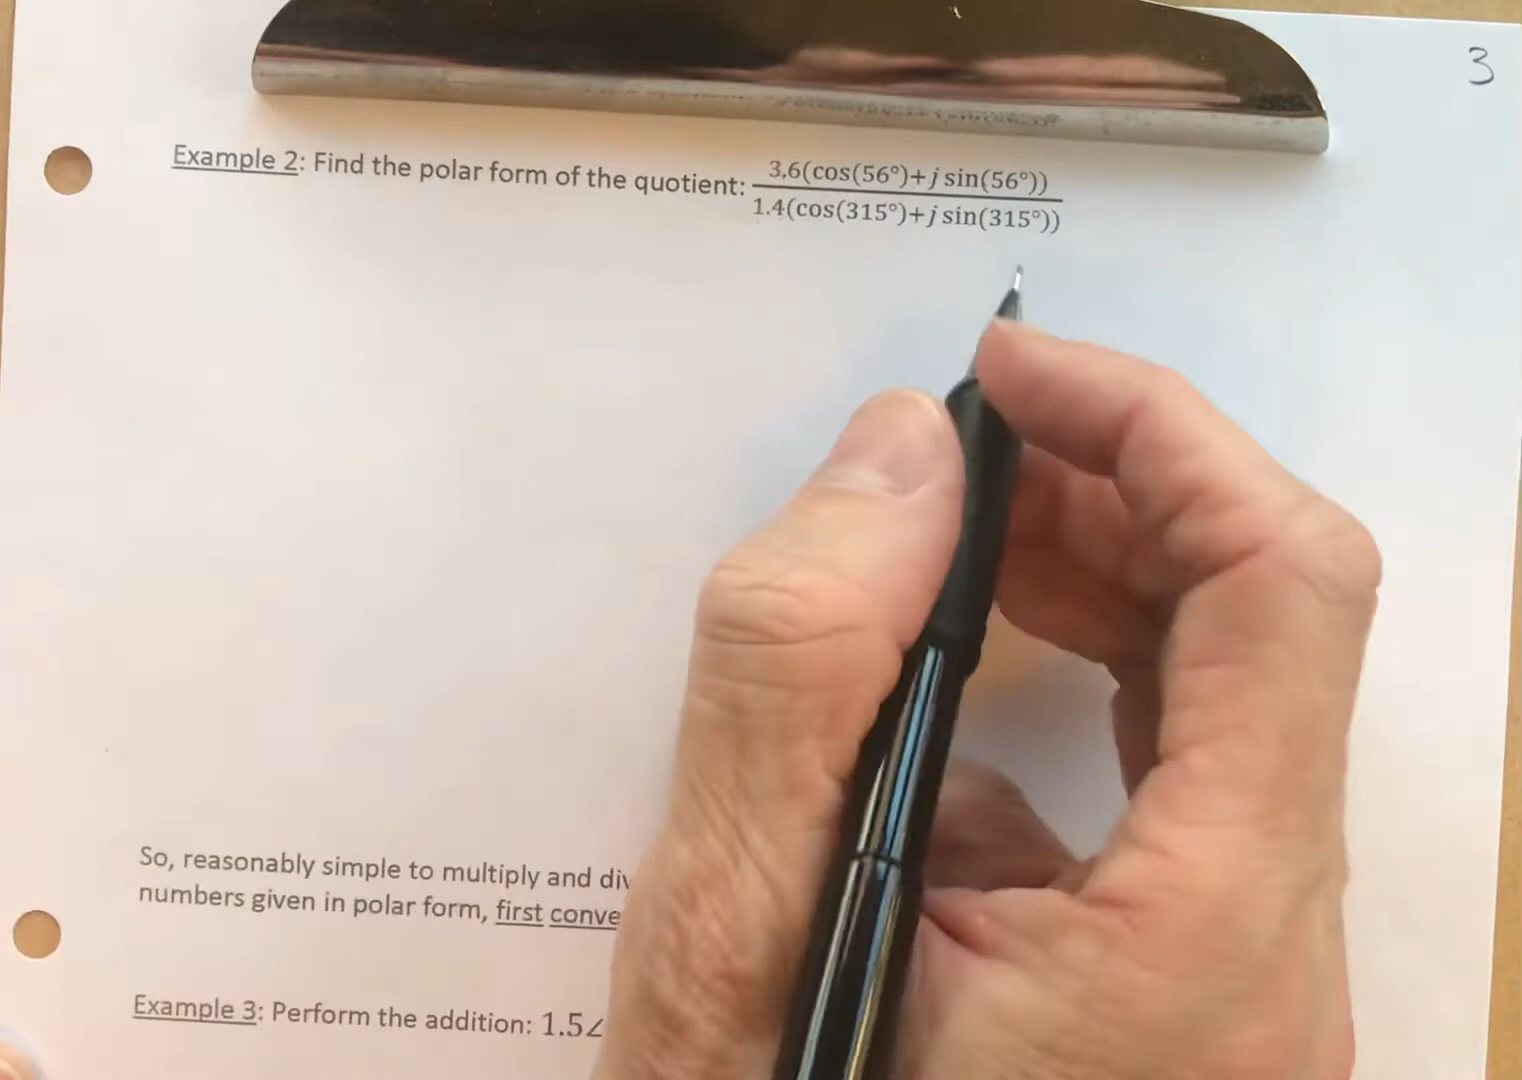 3
Example 2: Find the polar form of the quotient: 3,6(cos(56°)+j sin(56°))
1.4(cos(315°)+j sin(315°))
So, reasonably simple to multiply and
numbers given in polar form, first
Example 3: Perform the addition: 1.5∠